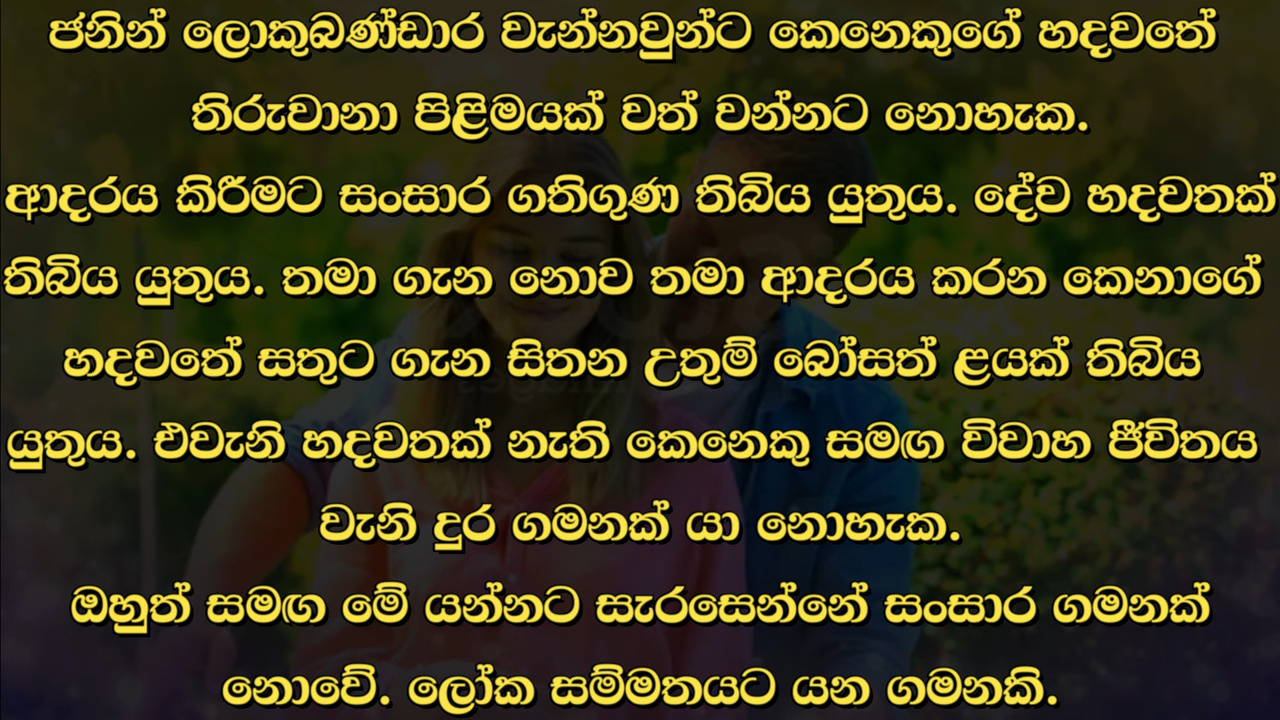 ජනින් ලොකුබණ්ඩාර වැන්නවුන්ට කෙනෙකුගේ හදවතේ
තිරුවානා පිළිමයක් වත් වන්නට නොහැක.
ආදරය කිරීමට සංසාර ගතිගුණ තිබිය යුතුය. දේව හදවතක්
තිබිය යුතුය. තමා ගැන නොව තමා ආදරය කරන කෙනාගේ
හදවතේ සතුට ගැන සිතන උතුම් බෝසත් ළයක් තිබිය
යුතුය. එවැනි හදවතක් නැති කෙනෙකු සමඟ විවාහ ජීවිතය
වැනි දුර ගමනක් යා නොහැක.
ඔහුත් සමඟ මේ යන්නට සැරසෙන්නේ සංසාර ගමනක්
නොවේ. ලෝක සම්මතයට යන ගමනකි.